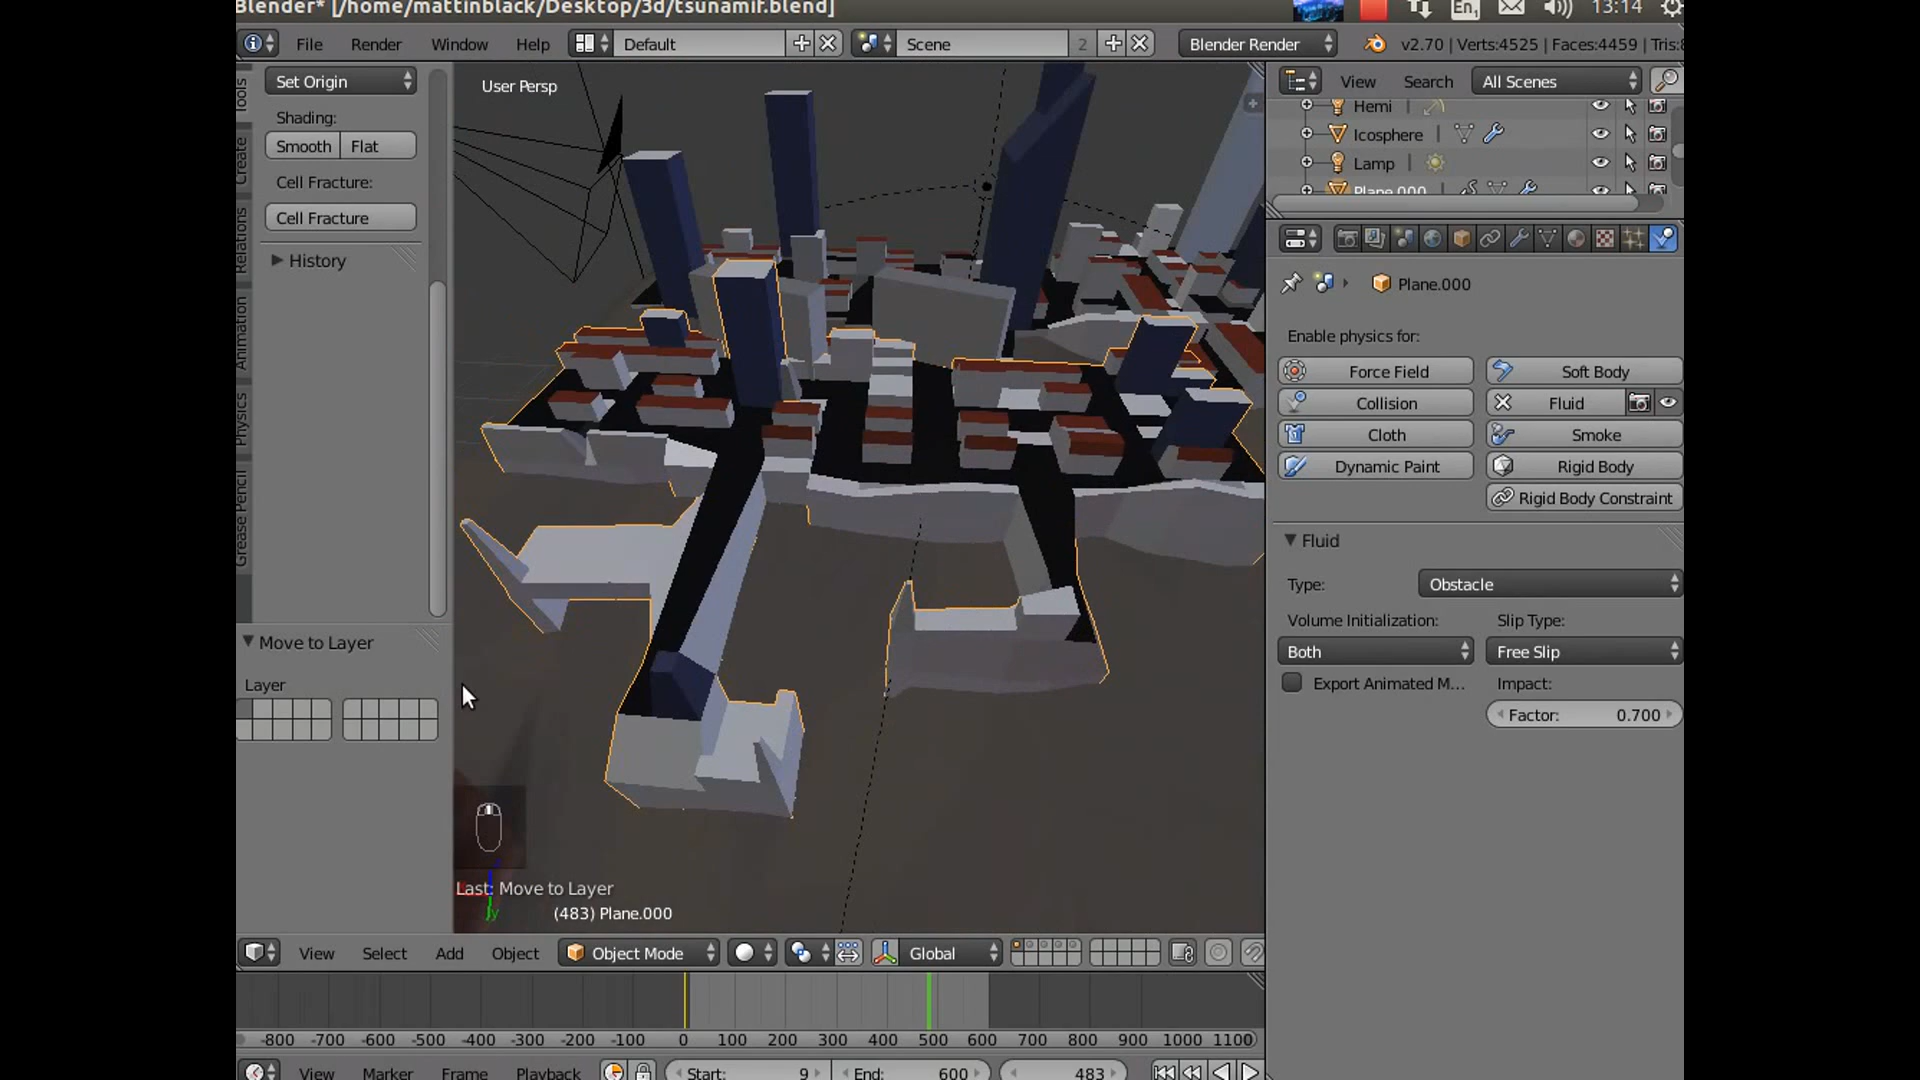 Blender* [/home/mattinblack/Desktop/3d/tsunamif.blend]
En1
13:14
File Render Window Help Default Scene 2 Blender Render v2.70 | Verts:4525 | Faces:4459 | Tris:
Set Origin
Shading:
Smooth Flat
Cell Fracture:
Cell Fracture
History
Tools
Create
Relations
Animation
Physics
Grease Pencil
Move to Layer
Layer
User Persp
Last: Move to Layer
(483) Plane.000
y
View Select Add Object Object Mode Global
-800 -700 -600 -500 -400 -300 -200 -100 0 100 200 300 400 500 600 700 800 900 1000 1100
View Marker Frame Playback Start: 9 End: 600 483
View Search All Scenes
Hemi
Icosphere
Lamp
Plane.000
Plane.000
Enable physics for:
Force Field Soft Body
Collision Fluid
Cloth Smoke
Dynamic Paint Rigid Body
Rigid Body Constraint
Fluid
Type: Obstacle
Volume Initialization: Slip Type:
Both Free Slip
Export Animated M... Impact:
Factor: 0.700